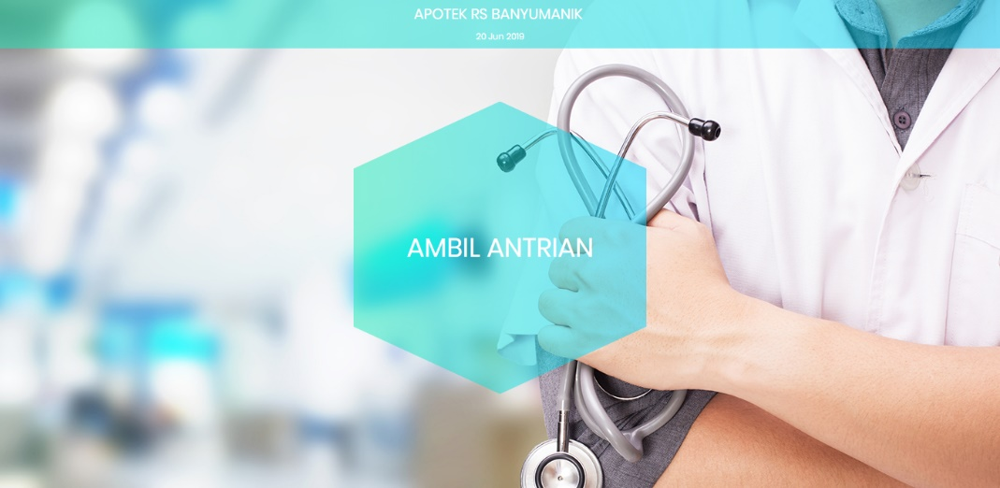 APOTEK RS BANYUMANIK
20 Jun 2019
AMBIL ANTRIAN